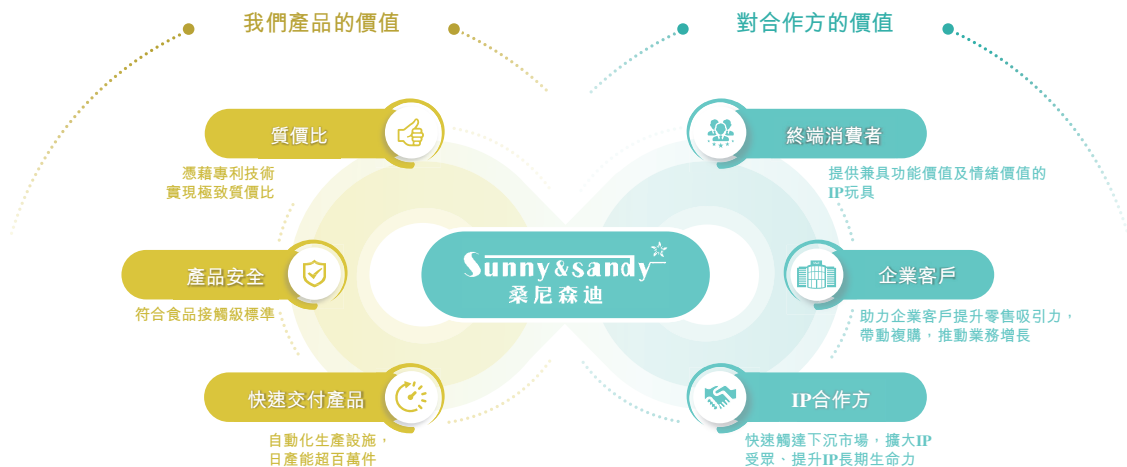 我們產品的價值
對合作方的價值
質價比
憑藉專利技術
實現極致質價比
產品安全
符合食品接觸級標準
快速交付產品
自動化生產設施，
日產能超百萬件
Sunny&sandy
桑尼森迪
終端消費者
提供兼具功能價值及情緒價值的
IP玩具
企業客戶
助力企業客戶提升零售吸引力，
帶動複購，推動業務增長
IP合作方
快速觸達下沉市場，擴大IP
受眾、提升IP長期生命力